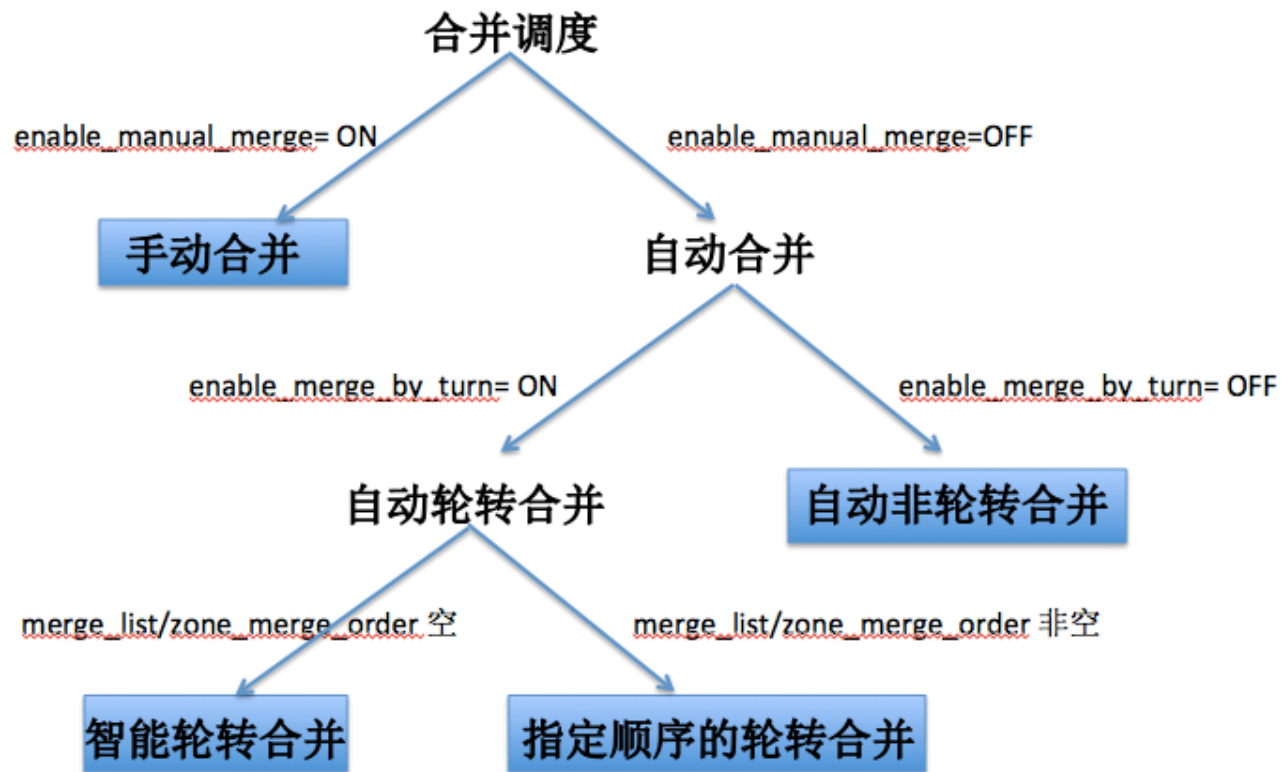 合并调度
enable_manual_merge= ON
enable_manual_merge=OFF
手动合并
自动合并
enable_merge_by_turn= ON
enable_merge_by_turn= OFF
自动轮转合并
自动非轮转合并
merge_list/zone_merge_order 空
merge_list/zone_merge_order 非空
智能轮转合并
指定顺序的轮转合并